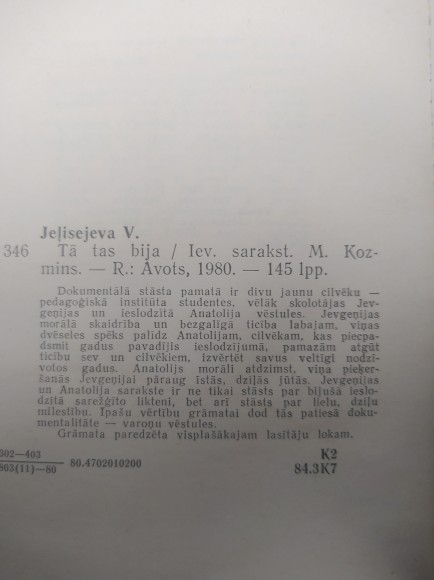 Jeļisejeva V.
346 Tā tas bija / Iev. sarakst. M. Koz-
mins. — R.: Avots, 1980. — 145 lpp.
Dokumentālā stāsta pamatā ir divu jaunu cilvēku —
pedagoģiskā institūta studentes, vēlāk skolotājas Jev-
geņijas un ieslodzītā Anatolija vēstules. Jevgeņijas
morālā skaidrība un bezgalīgā ticība labajam, viņas
dvēseles spēks palīdz Anatolijam, cilvēkam, kas piecpa-
dsmit gadus pavadījis ieslodzījumā, pamazām atgūt
ticību sev un cilvēkiem, izvērtēt savus veltīgi nodzī-
votos gadus. Anatolijs morāli atdzimst, viņa pieķer-
šanās Jevgeņijai pāraug īstās, dziļās jūtās. Jevgeņijas
un Anatolija sarakste ir ne tikai stāsts par bijušā ieslo-
dzītā sarežģīto likteni, bet arī stāsts par lielu, dziļu
mīlestību. Īpašu vērtību grāmatai dod tās patiesā doku-
mentalitāte — varoņu vēstules.
Grāmata paredzēta visplašākajam lasītāju lokam.
302—403 K2
803(11)—80 80.4702010200 84.3K7